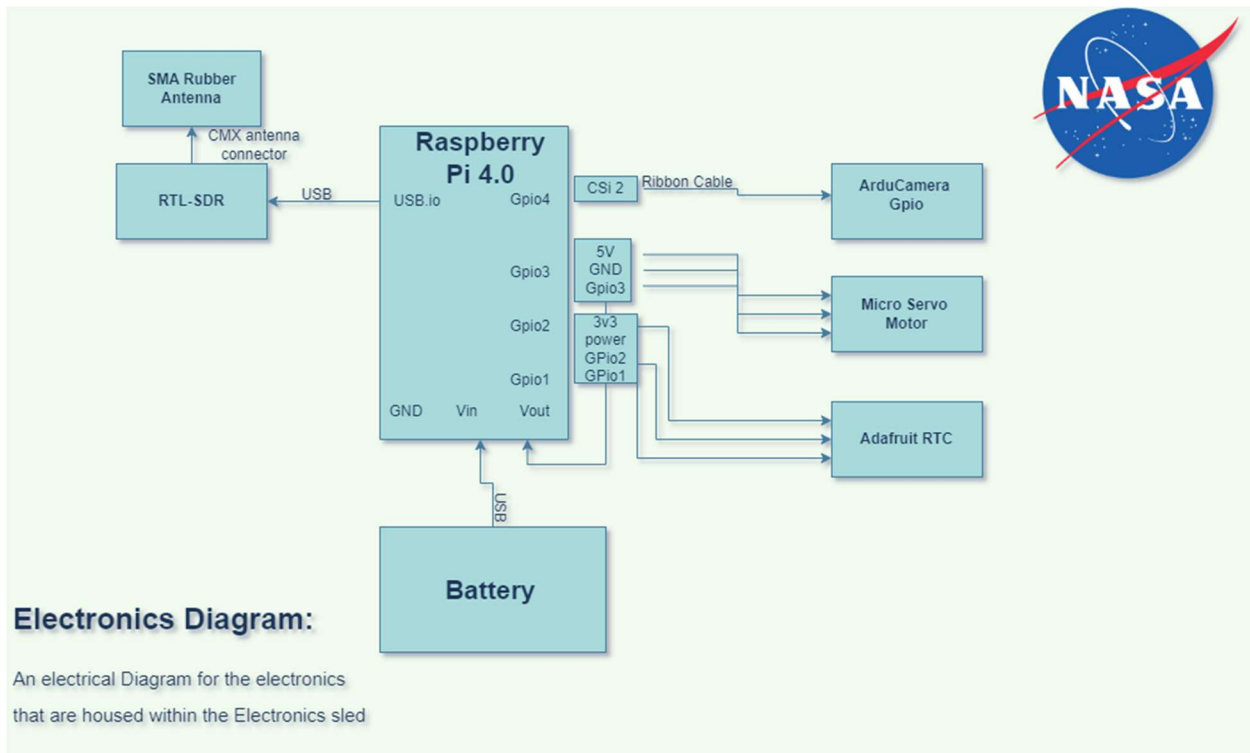 NASA
SMA Rubber
Antenna
CMX antenna
connector
RTL-SDR
USB
Raspberry
Pi 4.0
USB.io
Gpio4
Gpio3
Gpio2
Gpio1
GND
Vin
Vout
CSi 2
Ribbon Cable
ArduCamera
Gpio
5V
GND
Gpio3
Micro Servo
Motor
3v3
power
GPio2
GPio1
Adafruit RTC
USB
Battery
Electronics Diagram:
An electrical Diagram for the electronics
that are housed within the Electronics sled